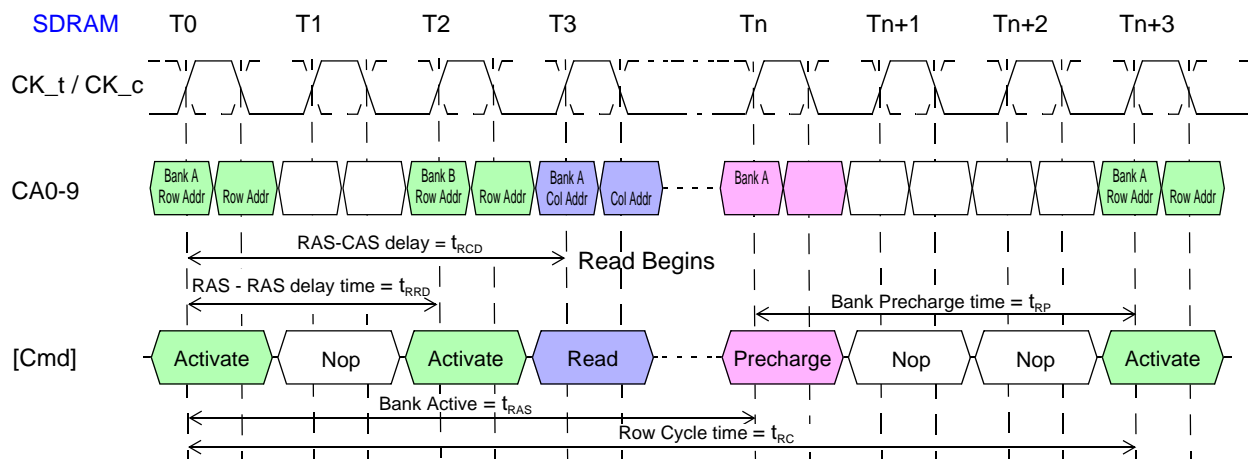 SDRAM T0 T1 T2 T3 Tn Tn+1 Tn+2 Tn+3
CK_t / CK_c
CA0-9
Bank A
Row Addr
Row Addr
Bank B
Row Addr
Row Addr
Bank A
Col Addr
Col Addr
Bank A
Bank A
Row Addr
Row Addr
RAS-CAS delay = tRCD
Read Begins
RAS - RAS delay time = tRRD
Bank Precharge time = tRP
[Cmd] Activate Nop Activate Read Precharge Nop Nop Activate
Bank Active = tRAS
Row Cycle time = tRC